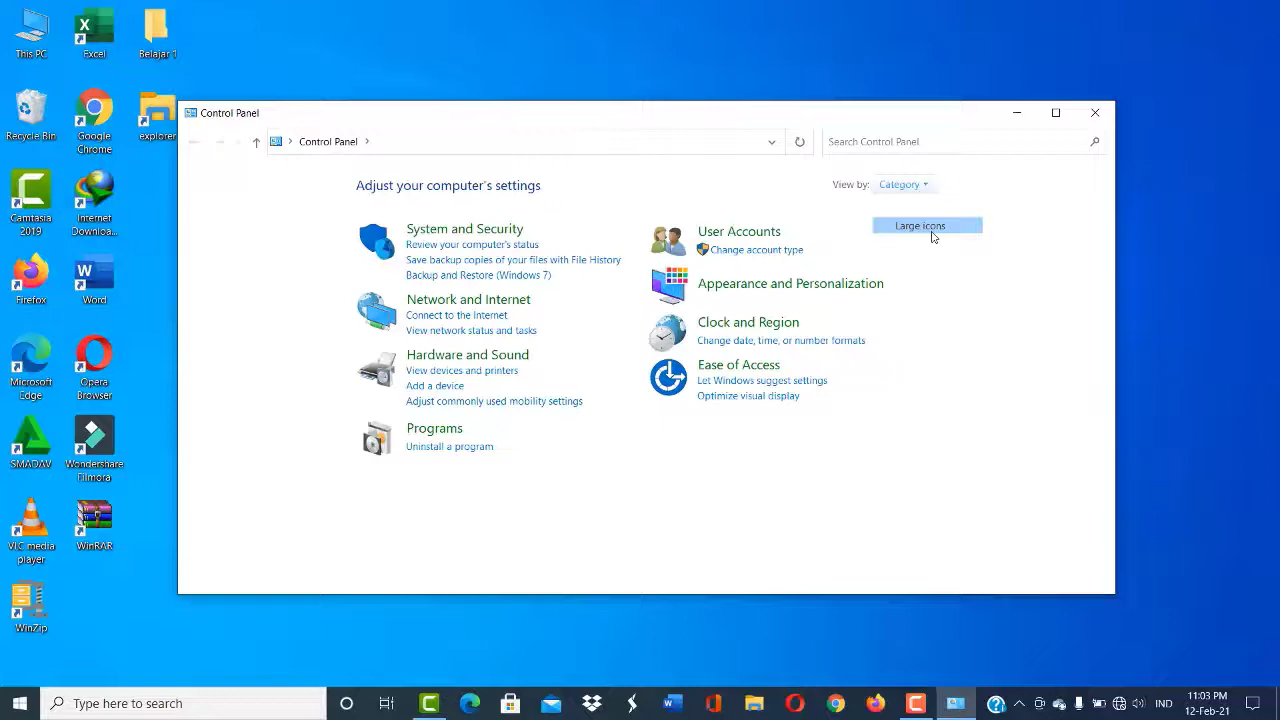 This PC
Excel
Belajar 1
Recycle Bin
Google
Chrome
explorer
Camtasia
2019
Internet
Downloa...
Firefox
Word
Microsoft
Edge
Opera
Browser
SMADAV
Wondershare
Filmora
VLC media
player
WinRAR
WinZip
Control Panel
Control Panel
Search Control Panel
Adjust your computer's settings
View by: Category
Large icons
System and Security
Review your computer's status
Save backup copies of your files with File History
Backup and Restore (Windows 7)
Network and Internet
Connect to the Internet
View network status and tasks
Hardware and Sound
View devices and printers
Add a device
Adjust commonly used mobility settings
Programs
Uninstall a program
User Accounts
Change account type
Appearance and Personalization
Clock and Region
Change date, time, or number formats
Ease of Access
Let Windows suggest settings
Optimize visual display
Type here to search
IND
11:03 PM
12-Feb-21